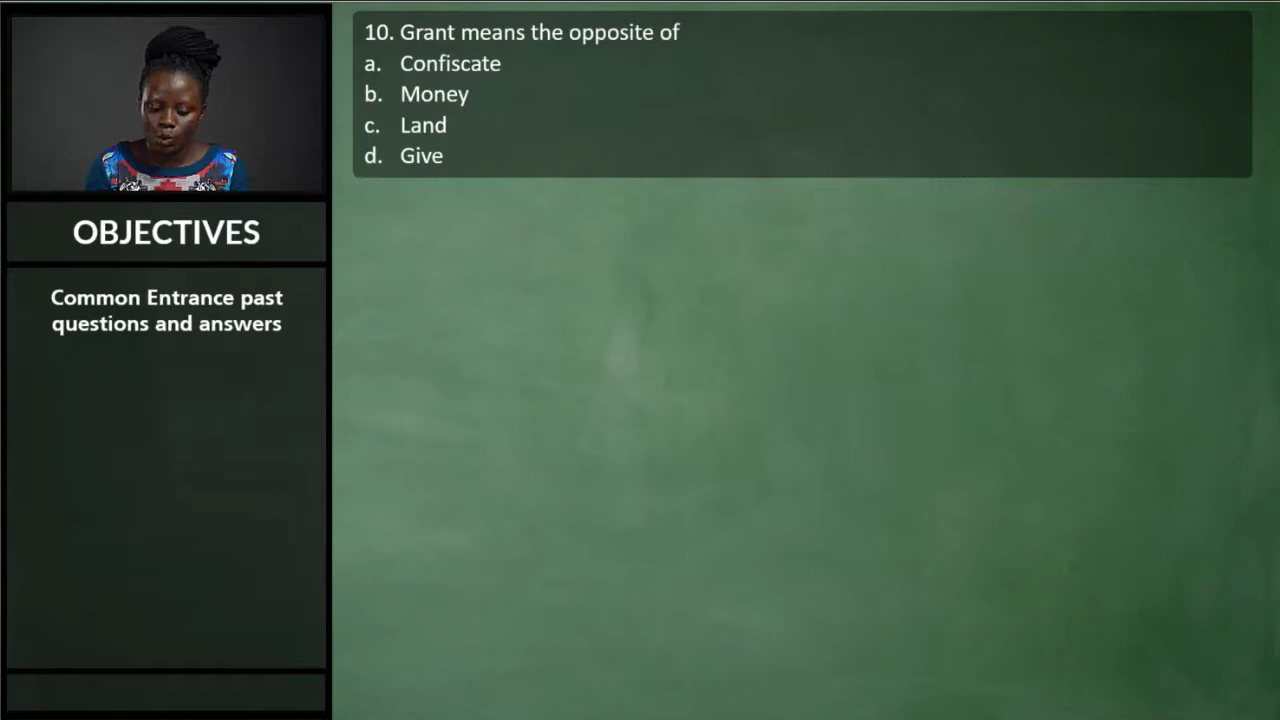 10. Grant means the opposite of
a. Confiscate
b. Money
c. Land
d. Give
OBJECTIVES
Common Entrance past
questions and answers